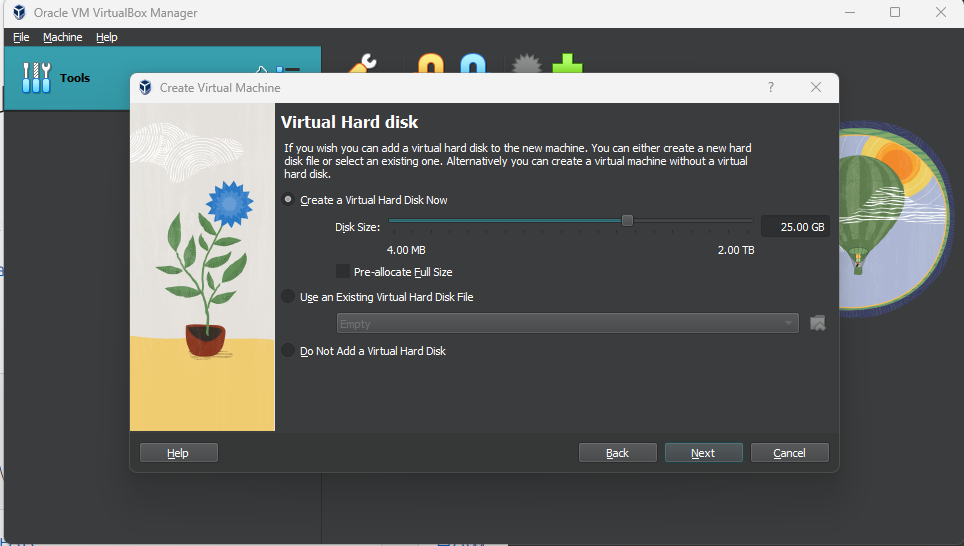 Oracle VM VirtualBox Manager
File Machine Help
Tools
Create Virtual Machine
?
Virtual Hard disk
If you wish you can add a virtual hard disk to the new machine. You can either create a new hard
disk file or select an existing one. Alternatively you can create a virtual machine without a virtual
hard disk.
Create a Virtual Hard Disk Now
Disk Size:
25.00 GB
4.00 MB
2.00 TB
Pre-allocate Full Size
Use an Existing Virtual Hard Disk File
Empty
Do Not Add a Virtual Hard Disk
Help
Back
Next
Cancel